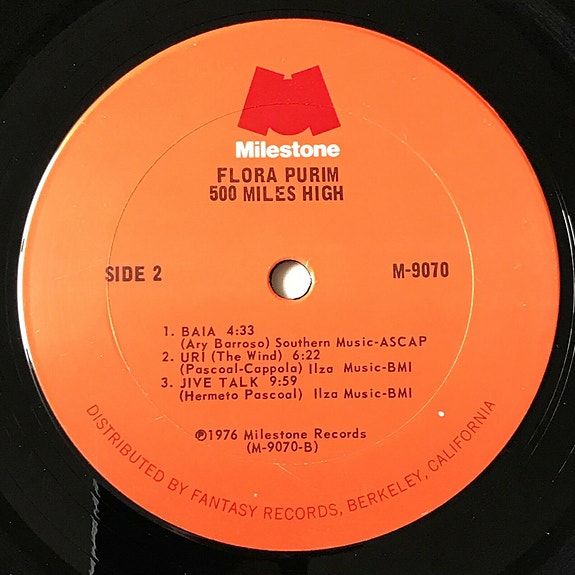 Milestone
FLORA PURIM
500 MILES HIGH
SIDE 2
M-9070
1. BAIA 4:33
(Ary Barroso) Southern Music-ASCAP
2. URI (The Wind) 6:22
(Pascoal-Cappola) Ilza Music-BMI
3. JIVE TALK 9:59
(Hermeto Pascoal) Ilza Music-BMI
℗1976 Milestone Records
(M-9070-B)
DISTRIBUTED BY FANTASY RECORDS, BERKELEY, CALIFORNIA